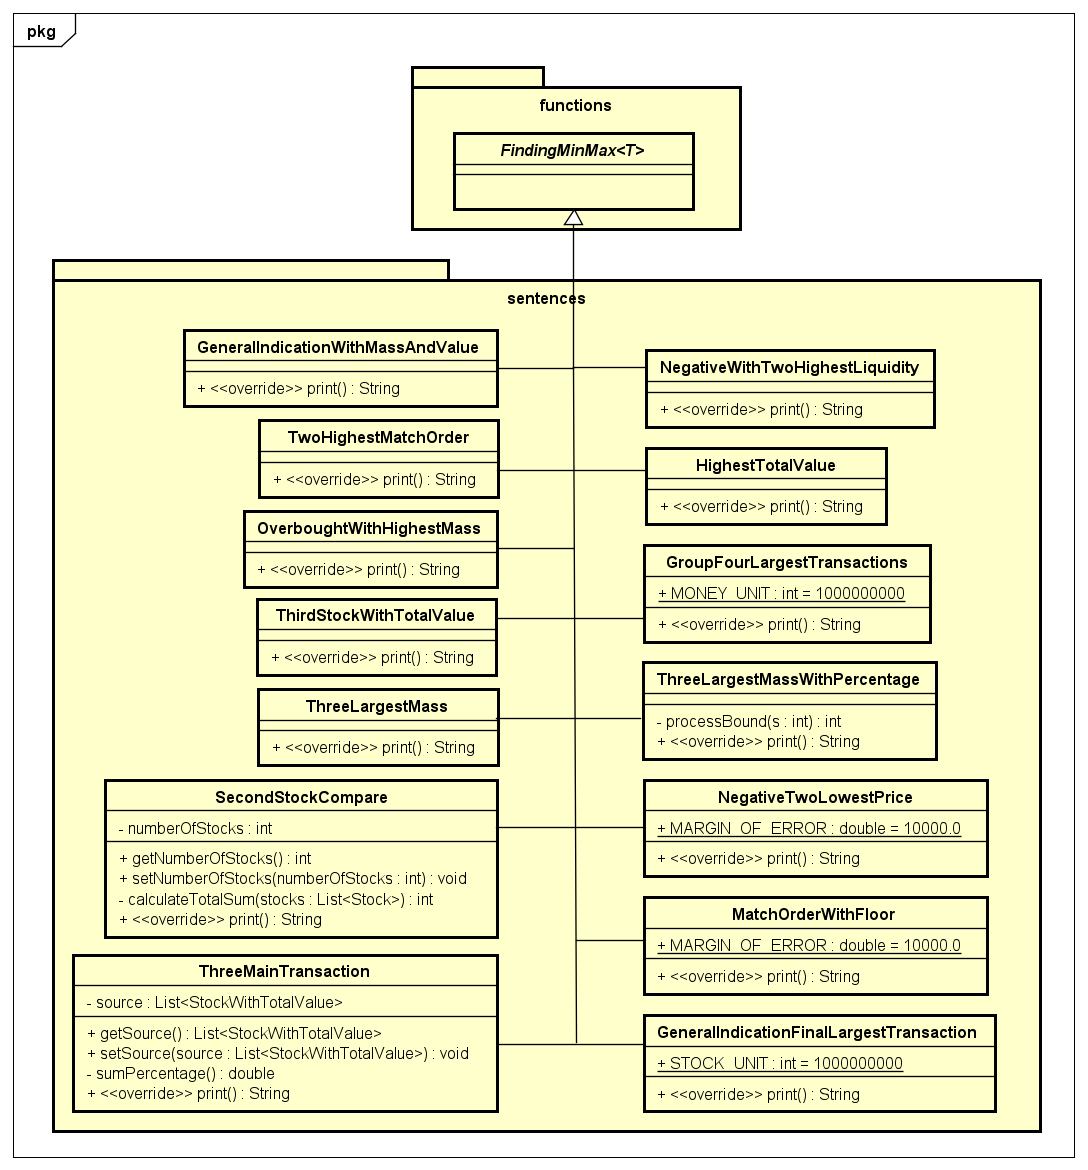 pkg
functions
FindingMinMax<T>
sentences
GeneralIndicationWithMassAndValue
+ <<override>> print() : String
NegativeWithTwoHighestLiquidity
+ <<override>> print() : String
TwoHighestMatchOrder
+ <<override>> print() : String
HighestTotalValue
+ <<override>> print() : String
OverboughtWithHighestMass
+ <<override>> print() : String
GroupFourLargestTransactions
+ MONEY_UNIT : int = 1000000000
+ <<override>> print() : String
ThirdStockWithTotalValue
+ <<override>> print() : String
ThreeLargestMassWithPercentage
- processBound(s : int) : int
+ <<override>> print() : String
ThreeLargestMass
+ <<override>> print() : String
SecondStockCompare
- numberOfStocks : int
+ getNumberOfStocks() : int
+ setNumberOfStocks(numberOfStocks : int) : void
- calculateTotalSum(stocks : List<Stock>) : int
+ <<override>> print() : String
NegativeTwoLowestPrice
+ MARGIN_OF_ERROR : double = 10000.0
+ <<override>> print() : String
MatchOrderWithFloor
+ MARGIN_OF_ERROR : double = 10000.0
+ <<override>> print() : String
ThreeMainTransaction
- source : List<StockWithTotalValue>
+ getSource() : List<StockWithTotalValue>
+ setSource(source : List<StockWithTotalValue>) : void
- sumPercentage() : double
+ <<override>> print() : String
GeneralIndicationFinalLargestTransaction
+ STOCK_UNIT : int = 1000000000
+ <<override>> print() : String